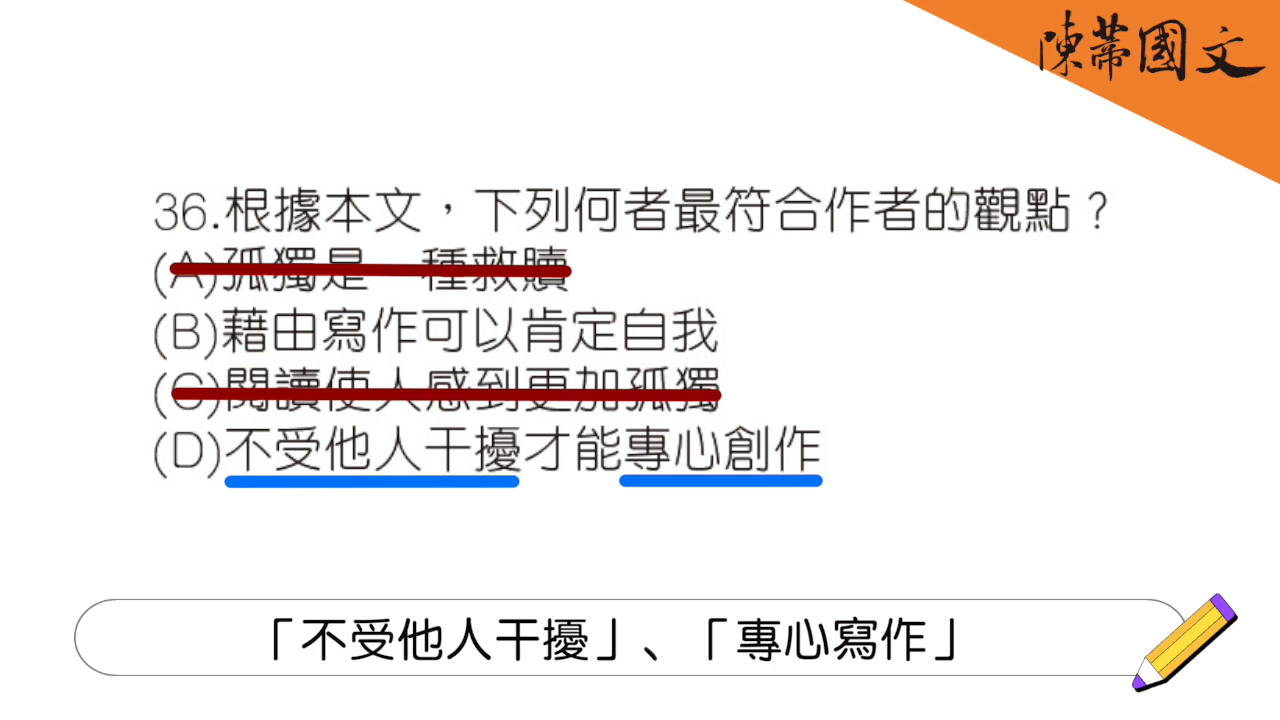 陳蒂國文
36.根據本文，下列何者最符合作者的觀點？
(A)孤獨是一種救贖
(B)藉由寫作可以肯定自我
(C)閱讀使人感到更加孤獨
(D)不受他人干擾才能專心創作
「不受他人干擾」、「專心寫作」